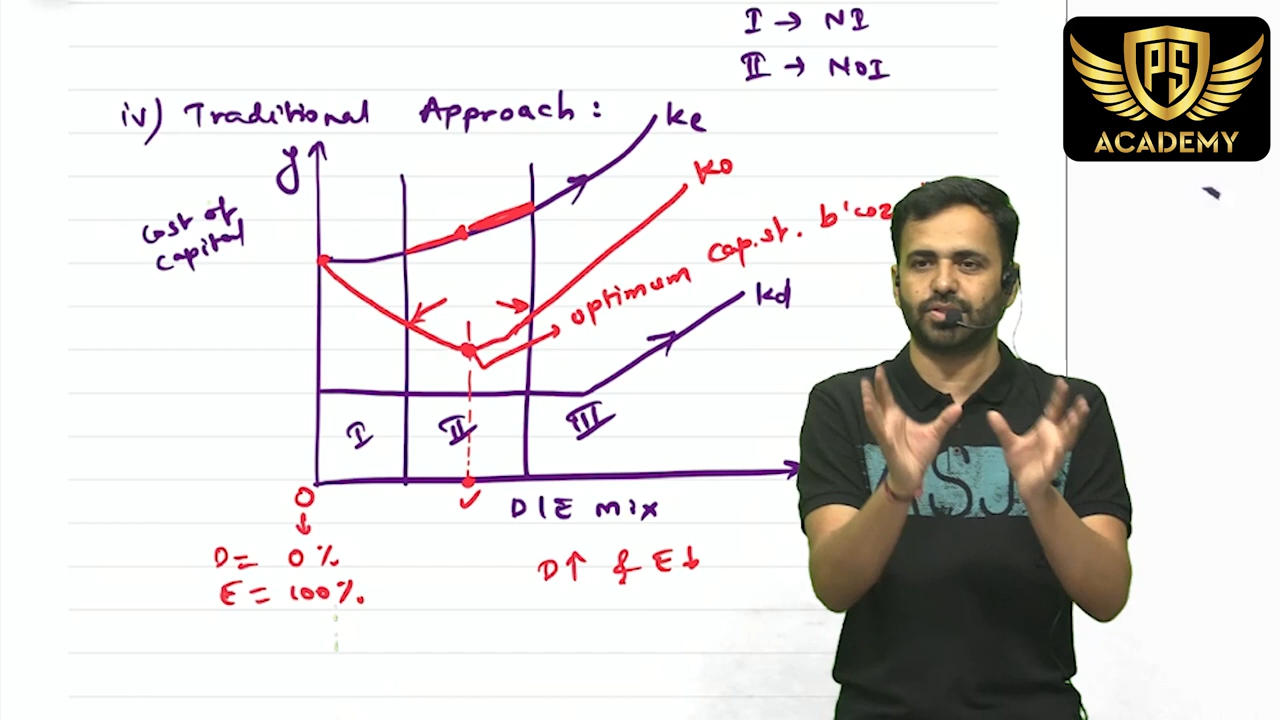 I → NI
II → NOI
PS
ACADEMY
iv) Traditional Approach :
y
cost of
capital
ke
ko
optimum cap.st. b'coz
kd
I
II
III
0
D/E mix
D = 0%
E = 100%.
D↑ & E↓